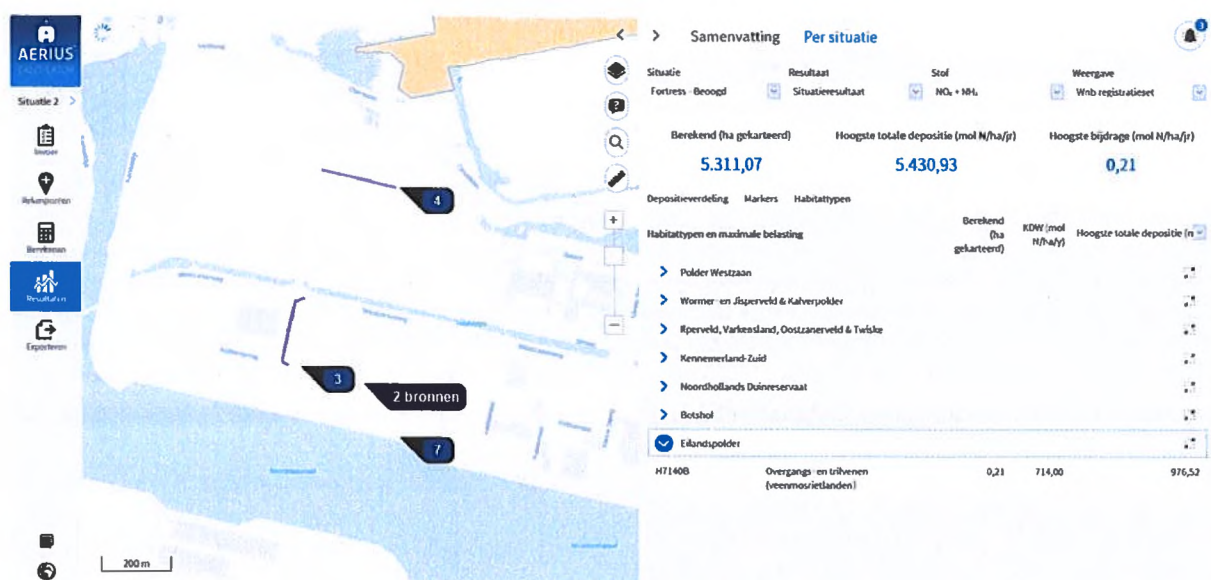 AERIUS
CALCULATOR
Situatie 2
Invoer
Rekenpunten
Berekenen
Resultaten
Exporteren
4
3
2 bronnen
7
200 m
Samenvatting Per situatie
Situatie Resultaat Stof Weergave
Fortress - Beoogd Situatieresultaat NOₓ + NH₃ Wnb registratieset
Berekend (ha gekarteerd) Hoogste totale depositie (mol N/ha/jr) Hoogste bijdrage (mol N/ha/jr)
5.311,07 5.430,93 0,21
Depositieverdeling Markers Habitattypen
Habitattypen en maximale belasting Berekend (ha gekarteerd) KDW (mol N/ha/y) Hoogste totale depositie (n
Polder Westzaan
Wormer- en Jisperveld & Kalverpolder
Ilperveld, Varkensland, Oostzanerveld & Twiske
Kennemerland-Zuid
Noordhollands Duinreservaat
Botshol
Eilandspolder
H7140B Overgangs- en trilvenen (veenmosrietlanden) 0,21 714,00 976,52